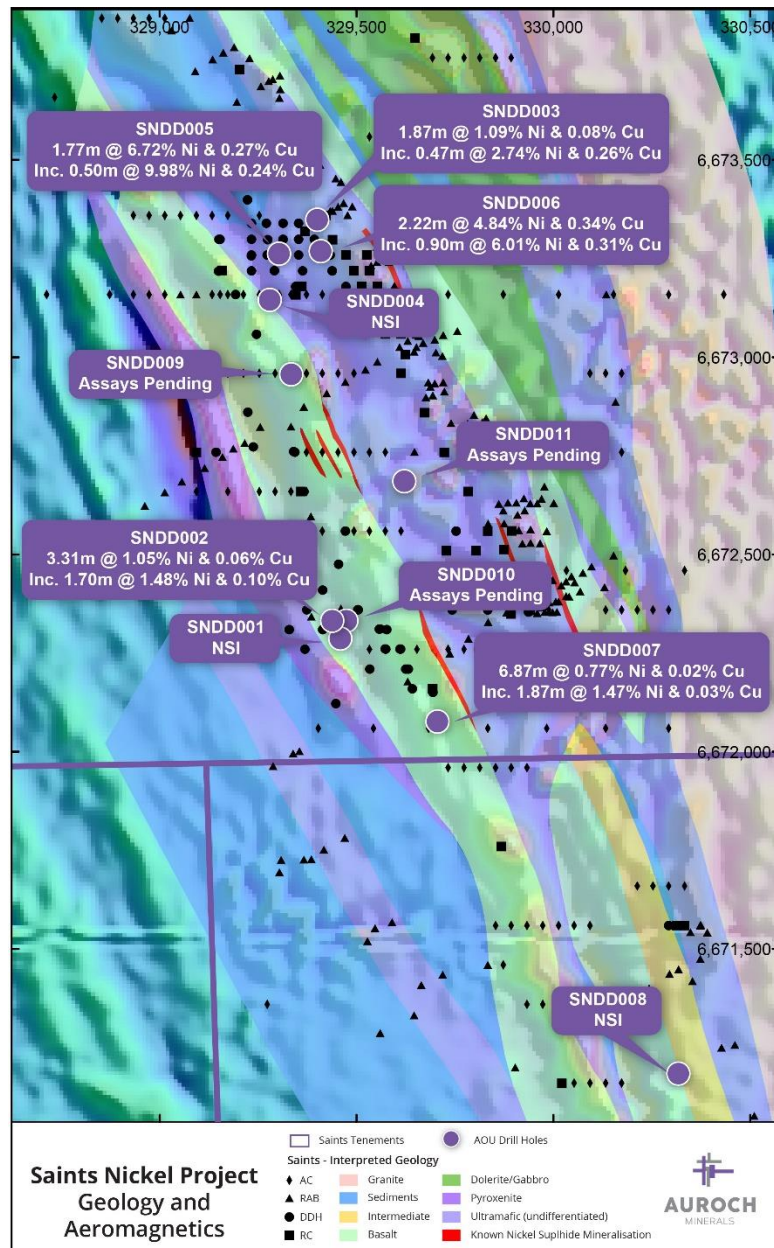 329,000
329,500
330,000
330,500
SNDD003
1.87m @ 1.09% Ni & 0.08% Cu
Inc. 0.47m @ 2.74% Ni & 0.26% Cu
SNDD005
1.77m @ 6.72% Ni & 0.27% Cu
Inc. 0.50m @ 9.98% Ni & 0.24% Cu
6,673,500
SNDD006
2.22m @ 4.84% Ni & 0.34% Cu
Inc. 0.90m @ 6.01% Ni & 0.31% Cu
SNDD004
NSI
SNDD009
Assays Pending
6,673,000
SNDD011
Assays Pending
SNDD002
3.31m @ 1.05% Ni & 0.06% Cu
Inc. 1.70m @ 1.48% Ni & 0.10% Cu
6,672,500
SNDD010
Assays Pending
SNDD001
NSI
SNDD007
6.87m @ 0.77% Ni & 0.02% Cu
Inc. 1.87m @ 1.47% Ni & 0.03% Cu
6,672,000
6,671,500
SNDD008
NSI
Saints Nickel Project
Geology and
Aeromagnetics
Saints Tenements
AOU Drill Holes
Saints - Interpreted Geology
AC
Granite
Dolerite/Gabbro
RAB
Sediments
Pyroxenite
DDH
Intermediate
Ultramafic (undifferentiated)
RC
Basalt
Known Nickel Suplhide Mineralisation
AUROCH
MINERALS